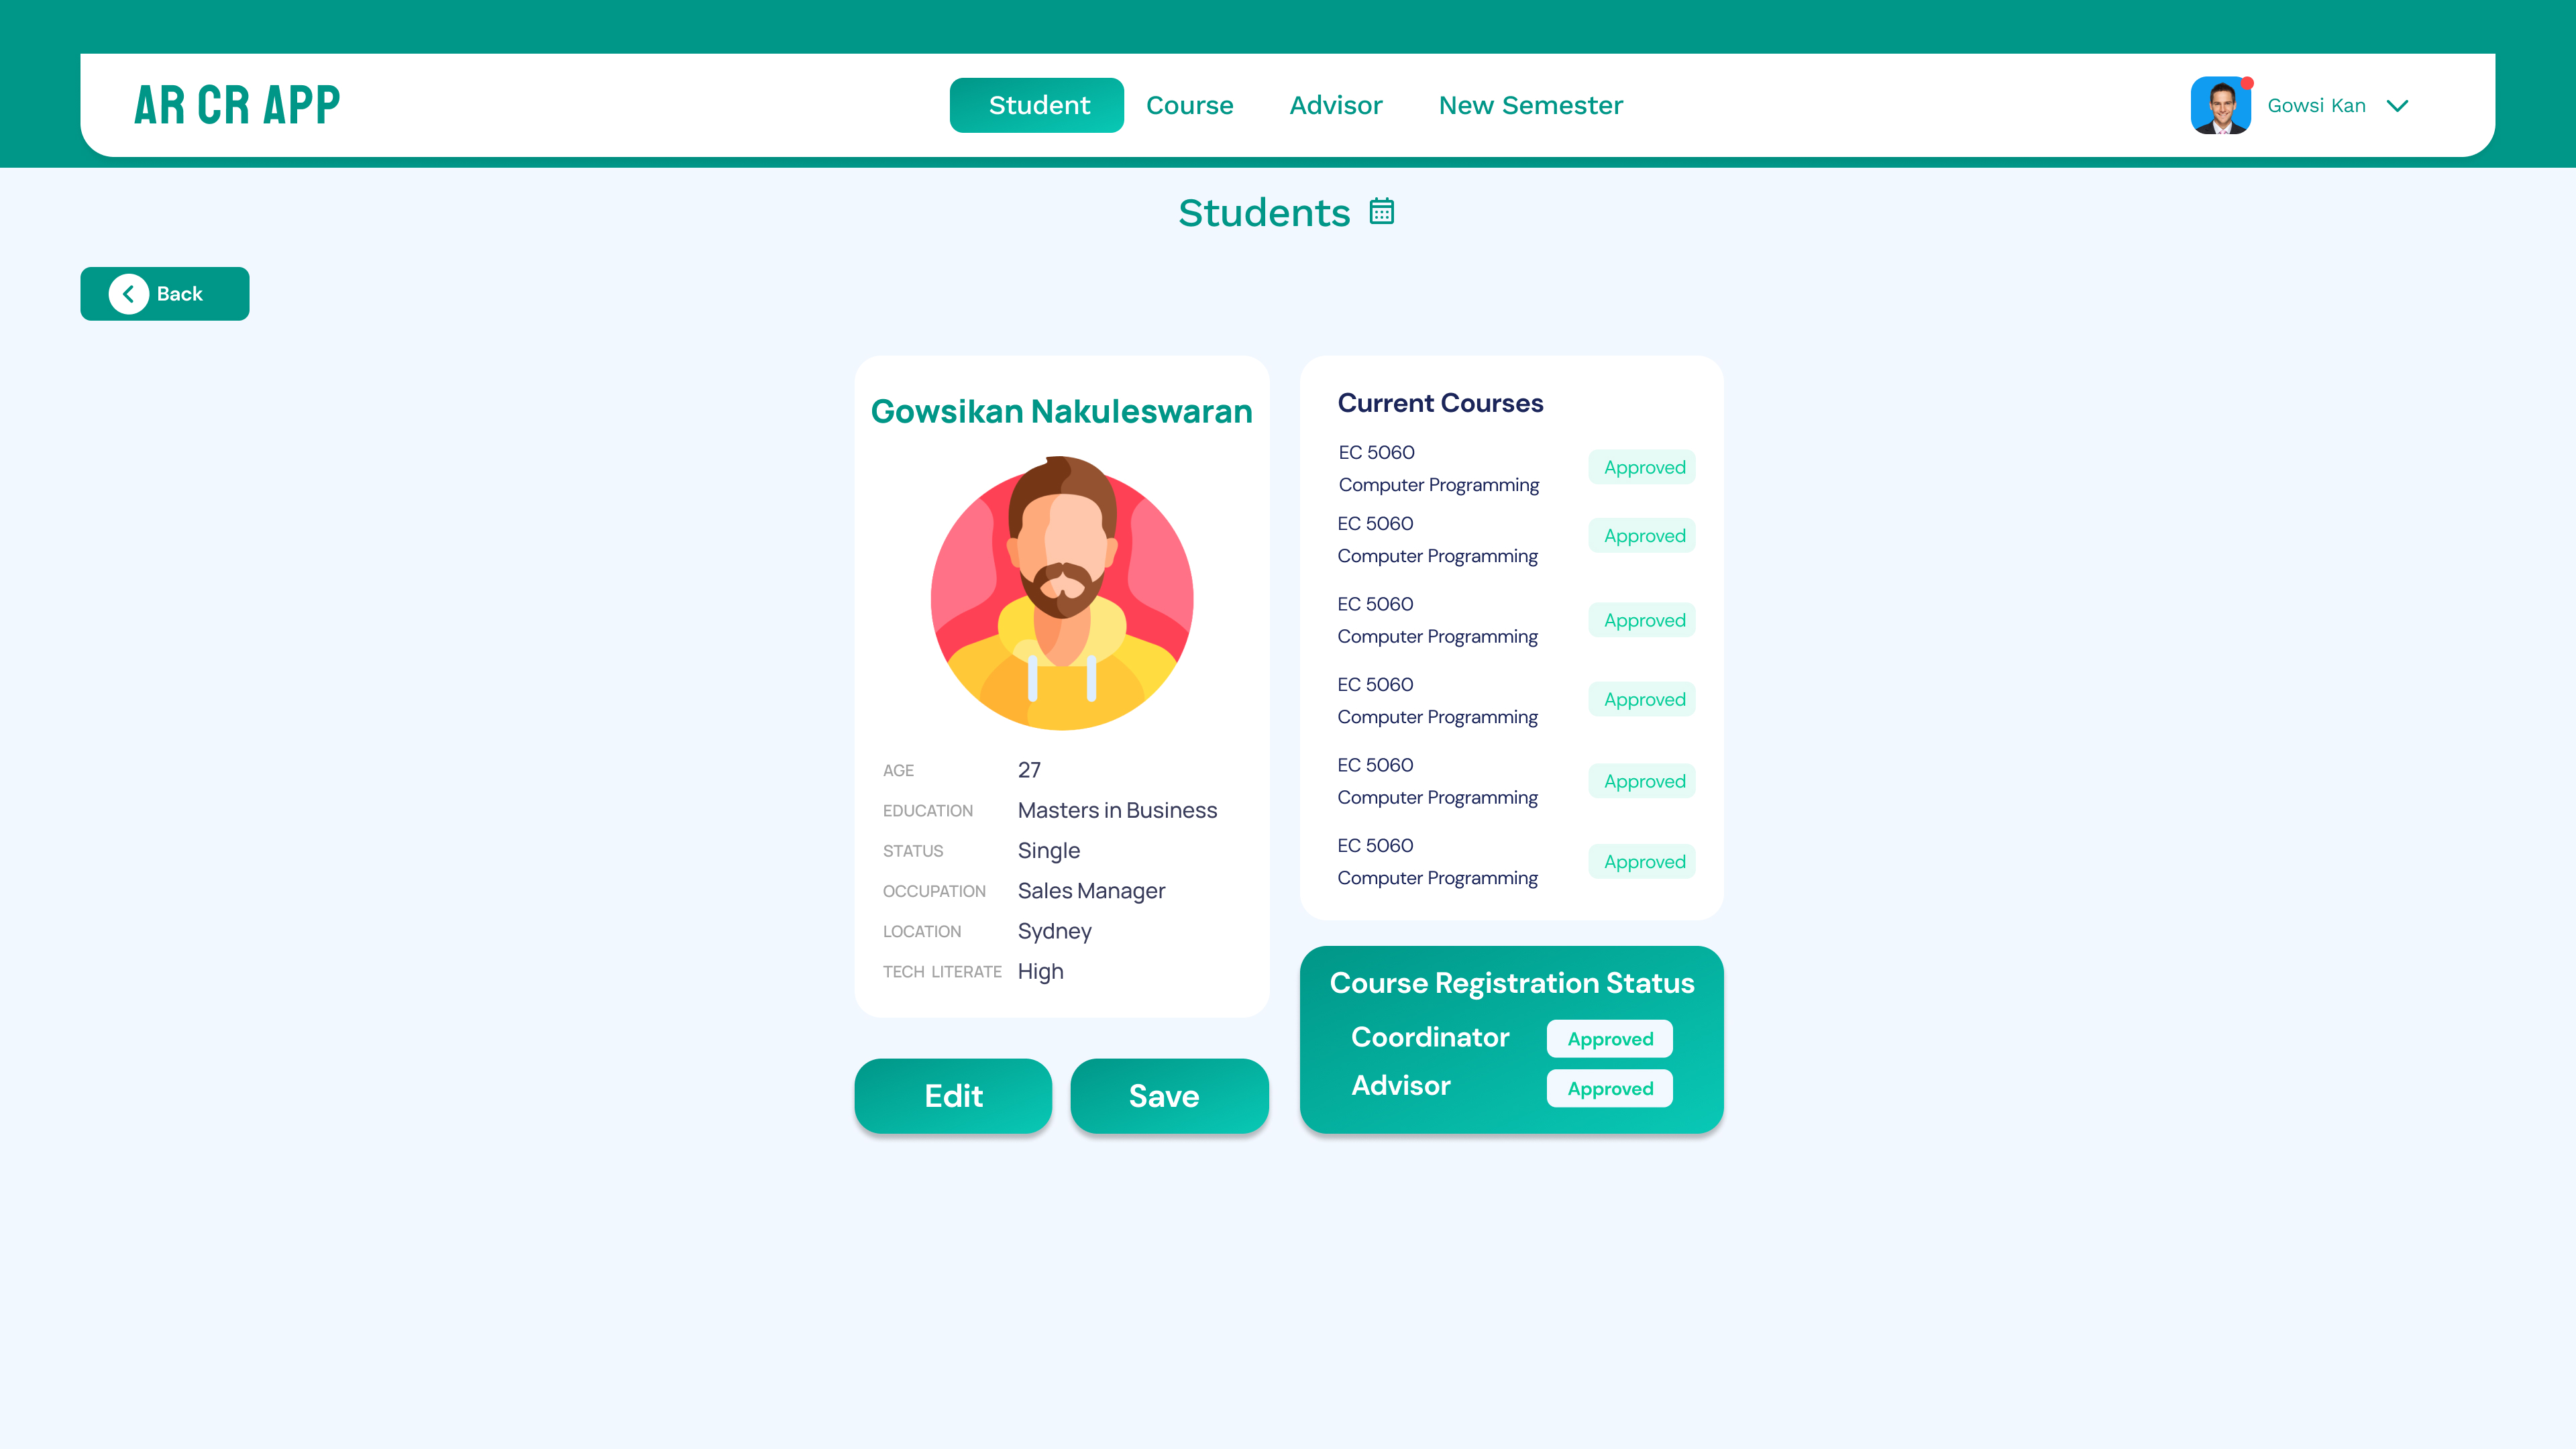 AR CR APP
Student
Course
Advisor
New Semester
Gowsi Kan
Students
Back
Gowsikan Nakuleswaran
AGE 27
EDUCATION Masters in Business
STATUS Single
OCCUPATION Sales Manager
LOCATION Sydney
TECH LITERATE High
Edit
Save
Current Courses
EC 5060
Computer Programming
Approved
EC 5060
Computer Programming
Approved
EC 5060
Computer Programming
Approved
EC 5060
Computer Programming
Approved
EC 5060
Computer Programming
Approved
EC 5060
Computer Programming
Approved
Course Registration Status
Coordinator Approved
Advisor Approved